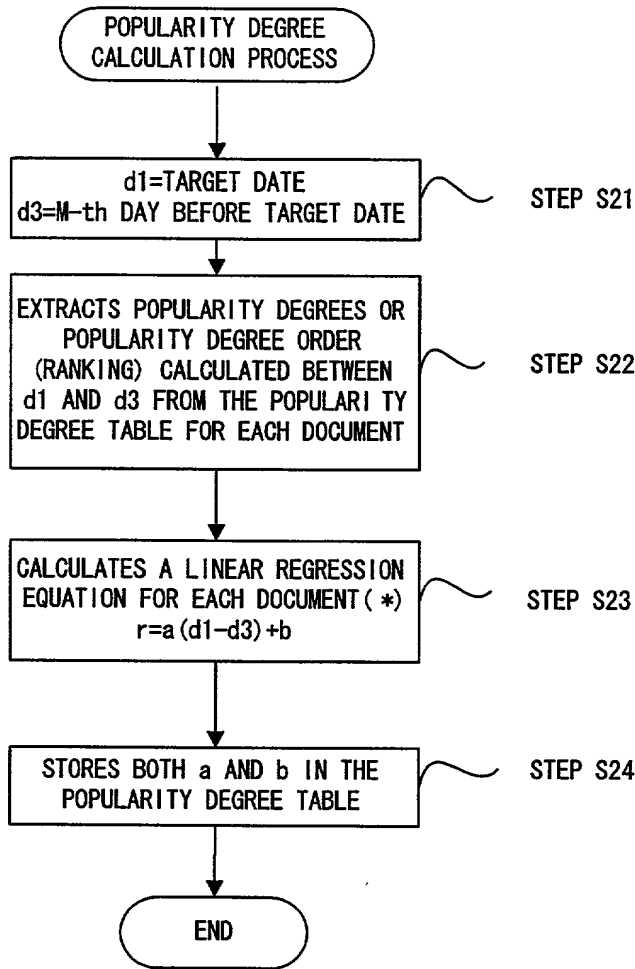 POPULARITY DEGREE
CALCULATION PROCESS
d1=TARGET DATE
d3=M-th DAY BEFORE TARGET DATE
STEP S21
EXTRACTS POPULARITY DEGREES OR
POPULARITY DEGREE ORDER
(RANKING) CALCULATED BETWEEN
d1 AND d3 FROM THE POPULARITY
DEGREE TABLE FOR EACH DOCUMENT
STEP S22
CALCULATES A LINEAR REGRESSION
EQUATION FOR EACH DOCUMENT(*)
r=a(d1-d3)+b
STEP S23
STORES BOTH a AND b IN THE
POPULARITY DEGREE TABLE
STEP S24
END